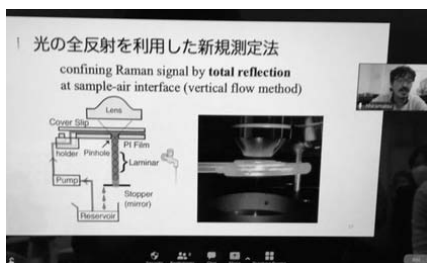 光の全反射を利用した新規測定法
confining Raman signal by total reflection
at sample-air interface (vertical flow method)
Lens
Cover Slip
holder
Pinhole
PI Film
Laminar
Pump
Stopper
(mirror)
Reservoir